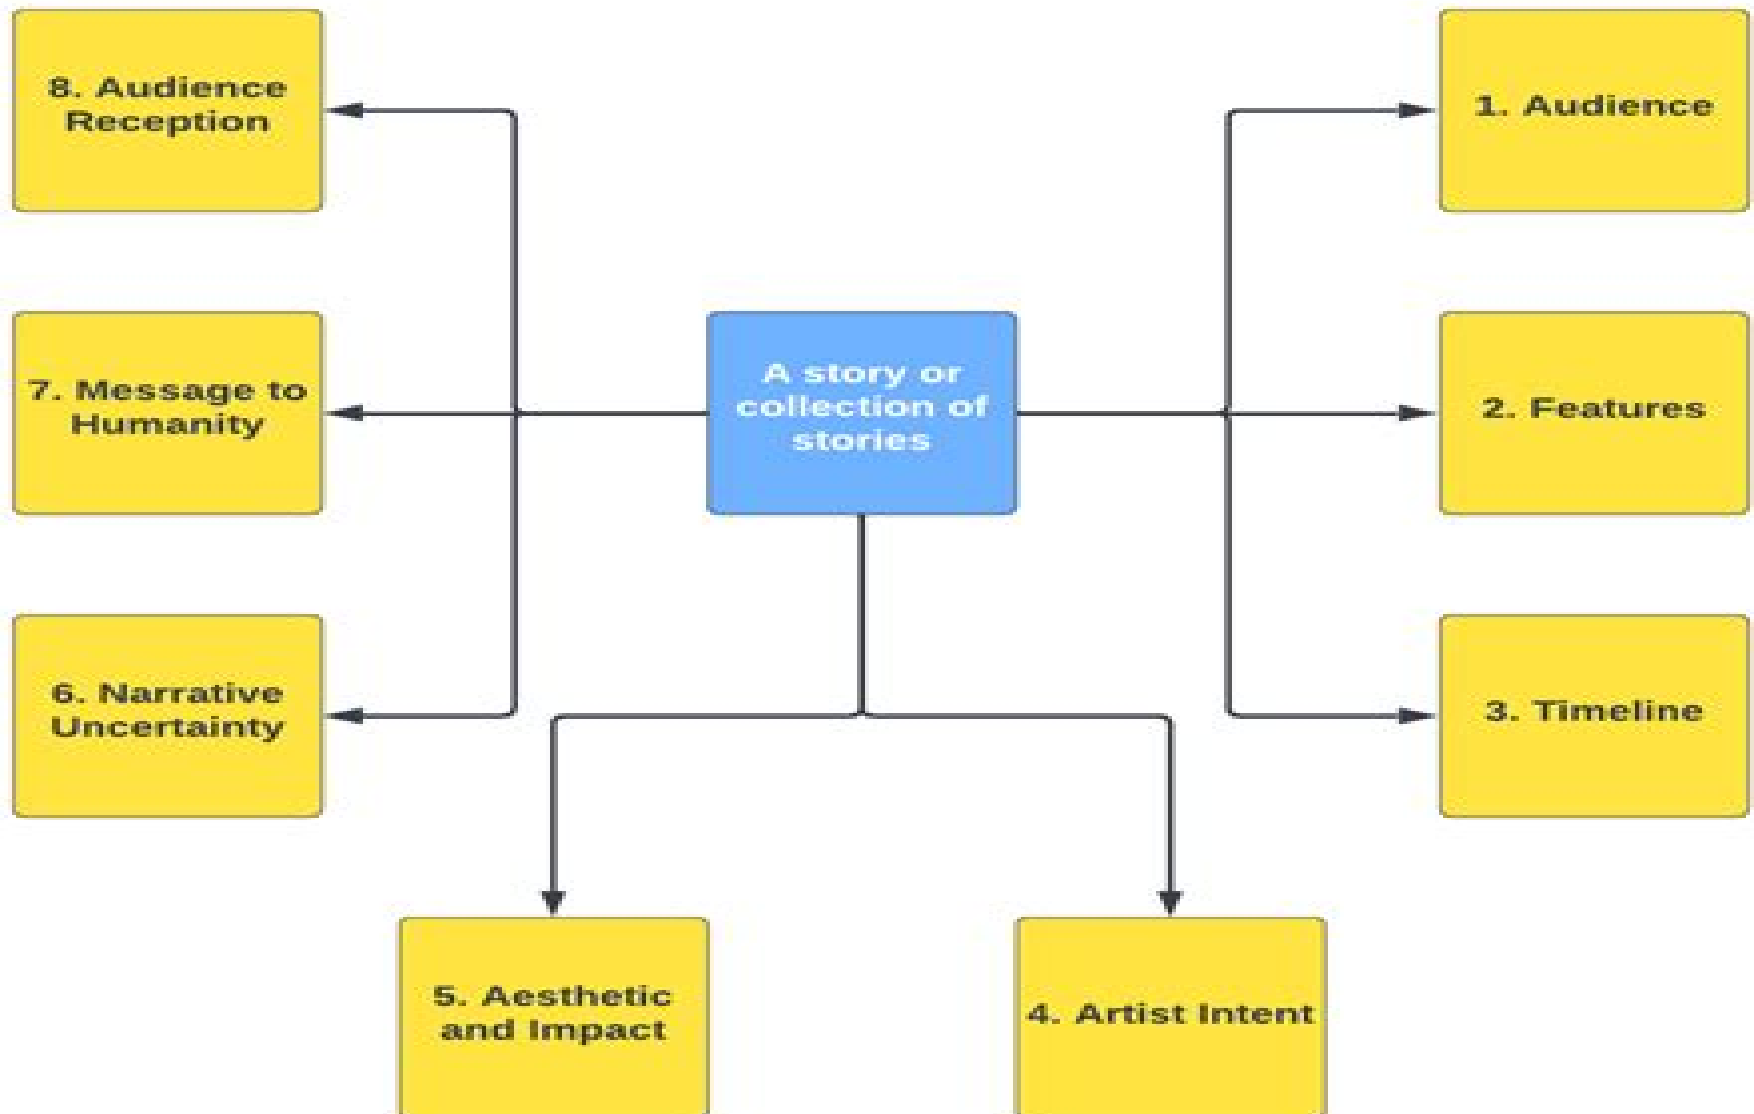 8. Audience
Reception
1. Audience
7. Message to
Humanity
A story or
collection of
stories
2. Features
6. Narrative
Uncertainty
3. Timeline
5. Aesthetic
and Impact
4. Artist Intent